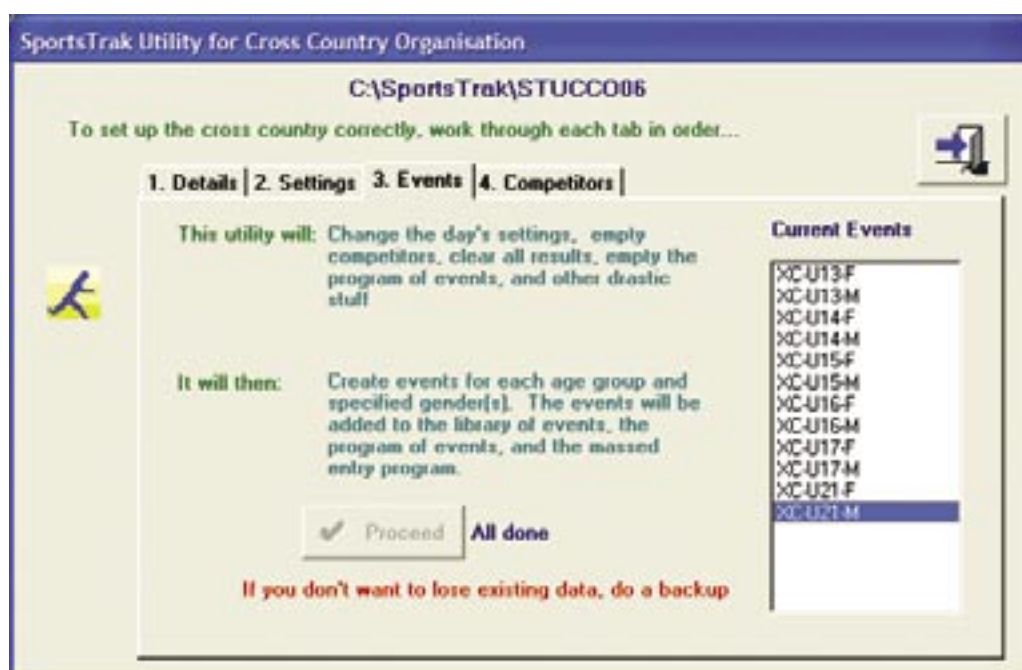 SportsTrak Utility for Cross Country Organisation
C:\SportsTrak\STUCCO06
To set up the cross country correctly, work through each tab in order...
1. Details 2. Settings 3. Events 4. Competitors
This utility will: Change the day's settings, empty
competitors, clear all results, empty the
program of events, and other drastic
stuff
It will then: Create events for each age group and
specified gender(s). The events will be
added to the library of events, the
program of events, and the massed
entry program.
Proceed All done
If you don't want to lose existing data, do a backup
Current Events
XC-U13-F
XC-U13-M
XC-U14-F
XC-U14-M
XC-U15-F
XC-U15-M
XC-U16-F
XC-U16-M
XC-U17-F
XC-U17-M
XC-U21-F
XC-U21-M